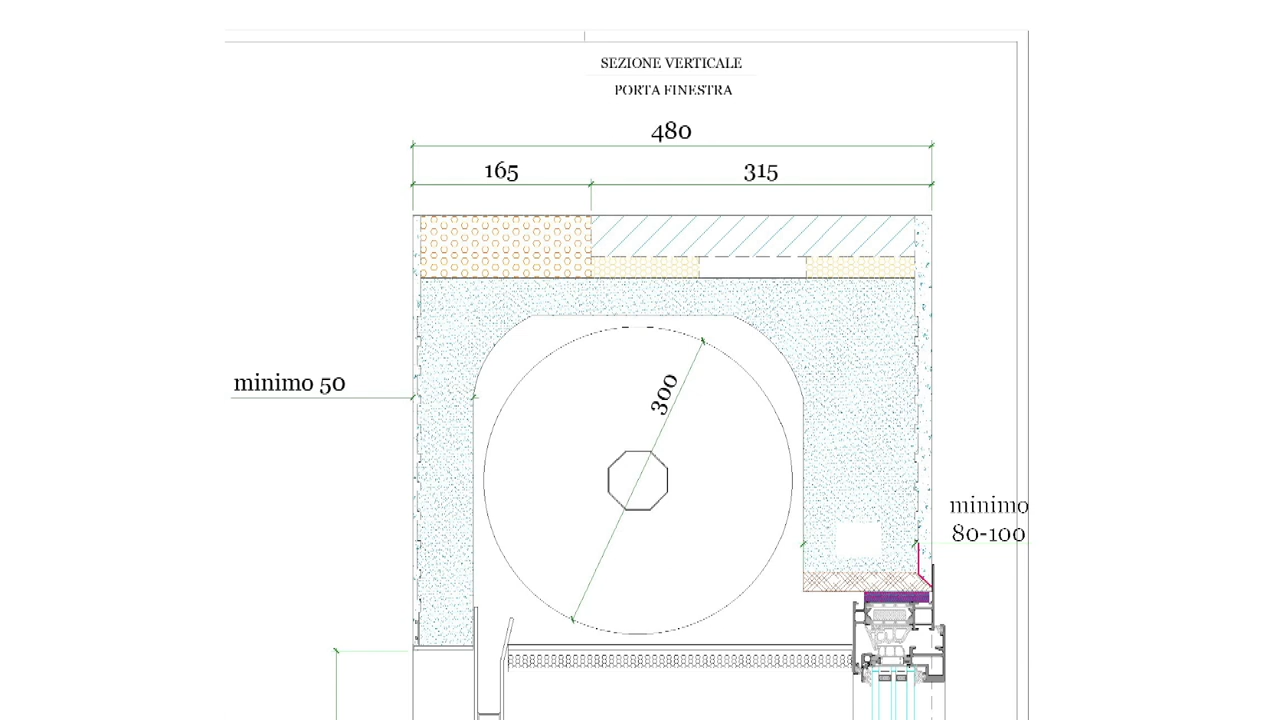 SEZIONE VERTICALE
PORTA FINESTRA
480
165 315
minimo 50
300
minimo
80-100